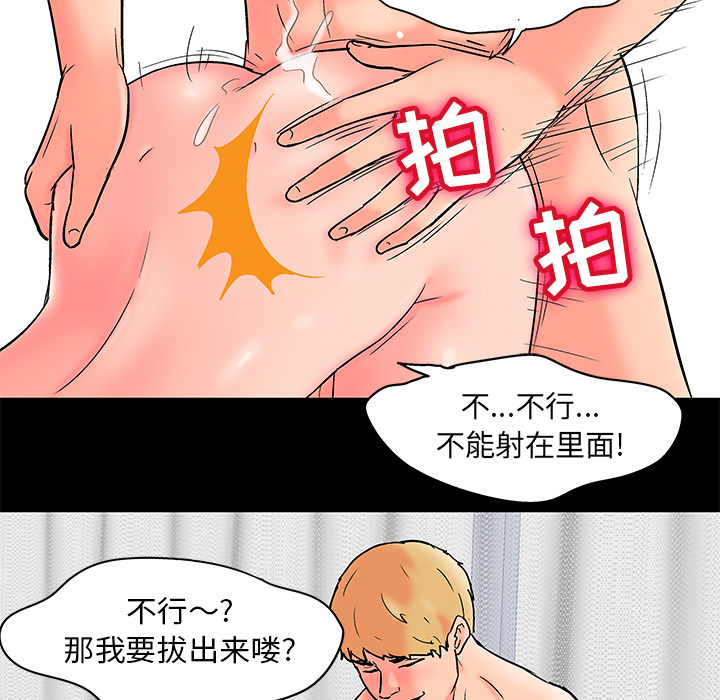 拍
拍
不...不行...
不能射在里面!
不行～?
那我要拔出来喽?